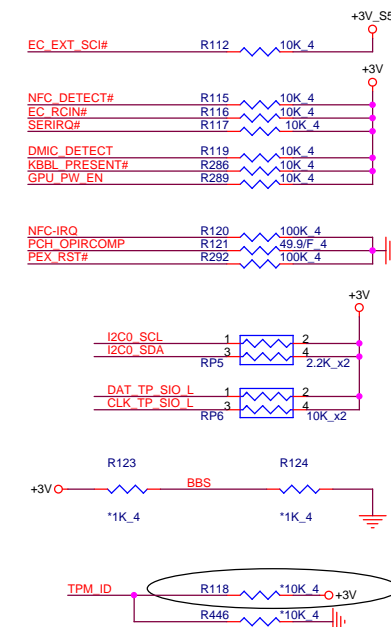 +3V_S5
EC_EXT_SCI# R112 10K_4
+3V
NFC_DETECT# R115 10K_4
EC_RCIN# R116 10K_4
SERIRQ# R117 10K_4
DMIC_DETECT R119 10K_4
KBBL_PRESENT# R286 10K_4
GPU_PW_EN R289 10K_4
NFC-IRQ R120 100K_4
PCH_OPIRCOMP R121 49.9/F_4
PEX_RST# R292 100K_4
+3V
I2C0_SCL 1 2
I2C0_SDA 3 4
RP5 2.2K_x2
DAT_TP_SIO_L 1 2
CLK_TP_SIO_L 3 4
RP6 10K_x2
R123 R124
+3V BBS
*1K_4 *1K_4
TPM_ID R118 *10K_4 +3V
R446 *10K_4